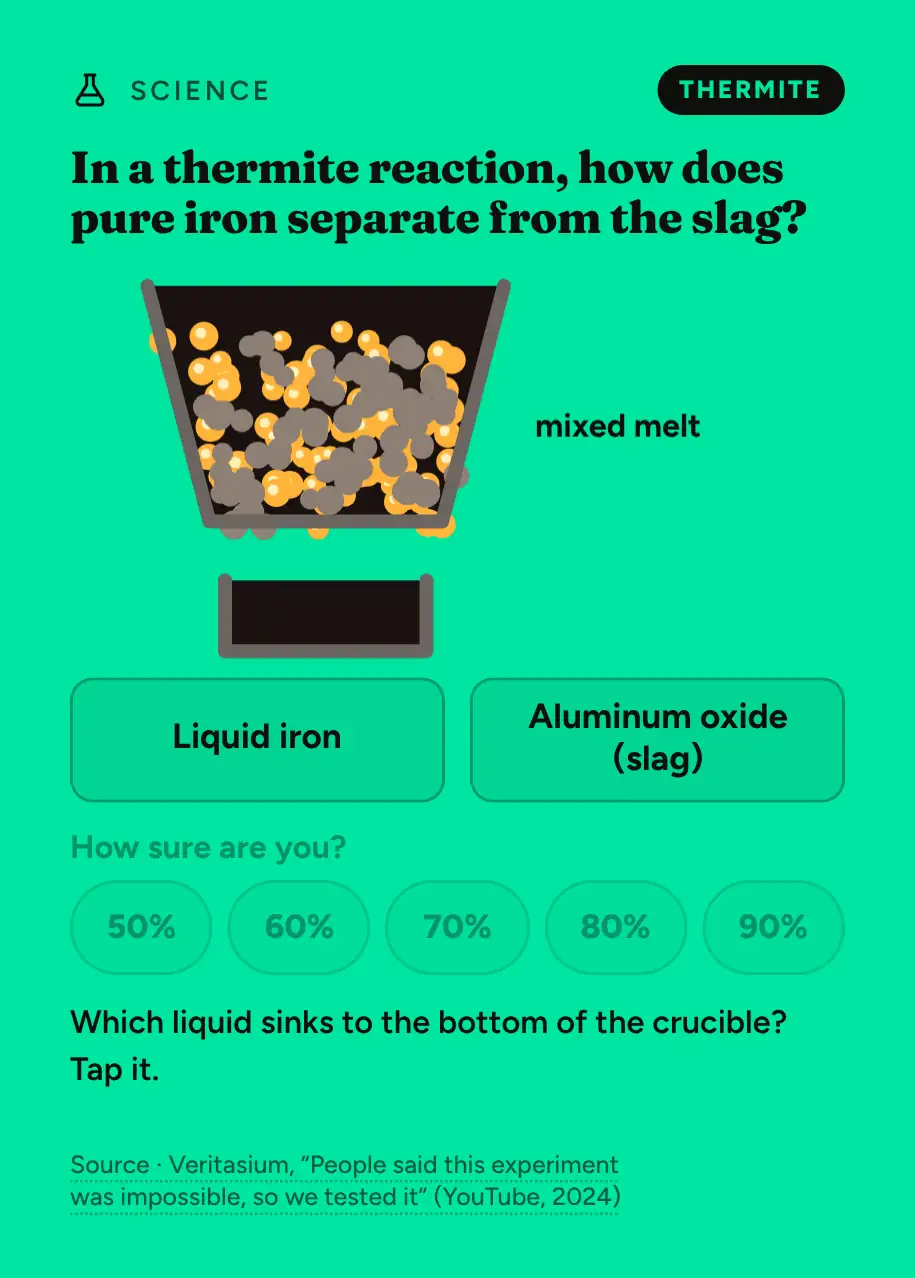 SCIENCE
THERMITE
In a thermite reaction, how does
pure iron separate from the slag?
mixed melt
Liquid iron
Aluminum oxide
(slag)
How sure are you?
50%
60%
70%
80%
90%
Which liquid sinks to the bottom of the crucible?
Tap it.
Source · Veritasium, “People said this experiment
was impossible, so we tested it” (YouTube, 2024)